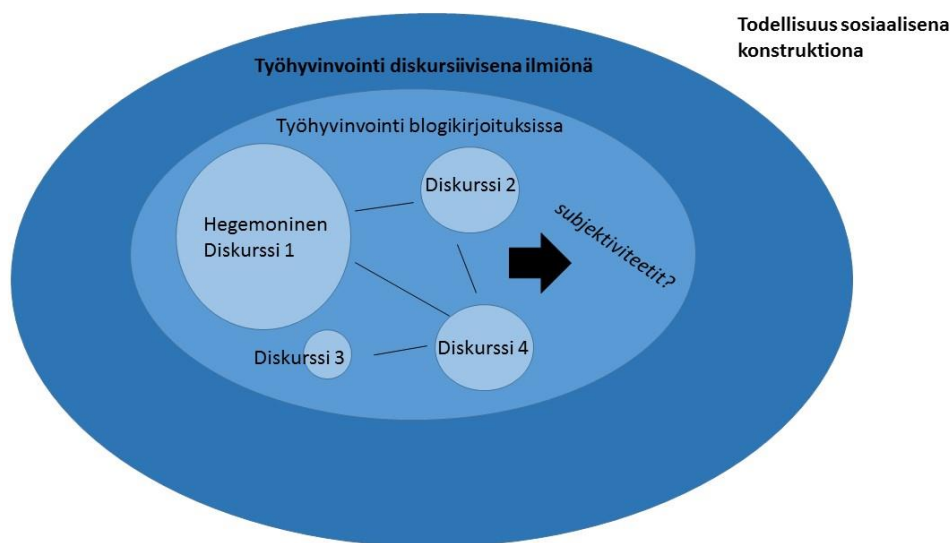 Todellisuus sosiaalisena
konstruktiona
Työhyvinvointi diskursiivisena ilmiönä
Työhyvinvointi blogikirjoituksissa
Hegemoninen
Diskurssi 1
Diskurssi 2
subjektiviteetit?
Diskurssi 3
Diskurssi 4